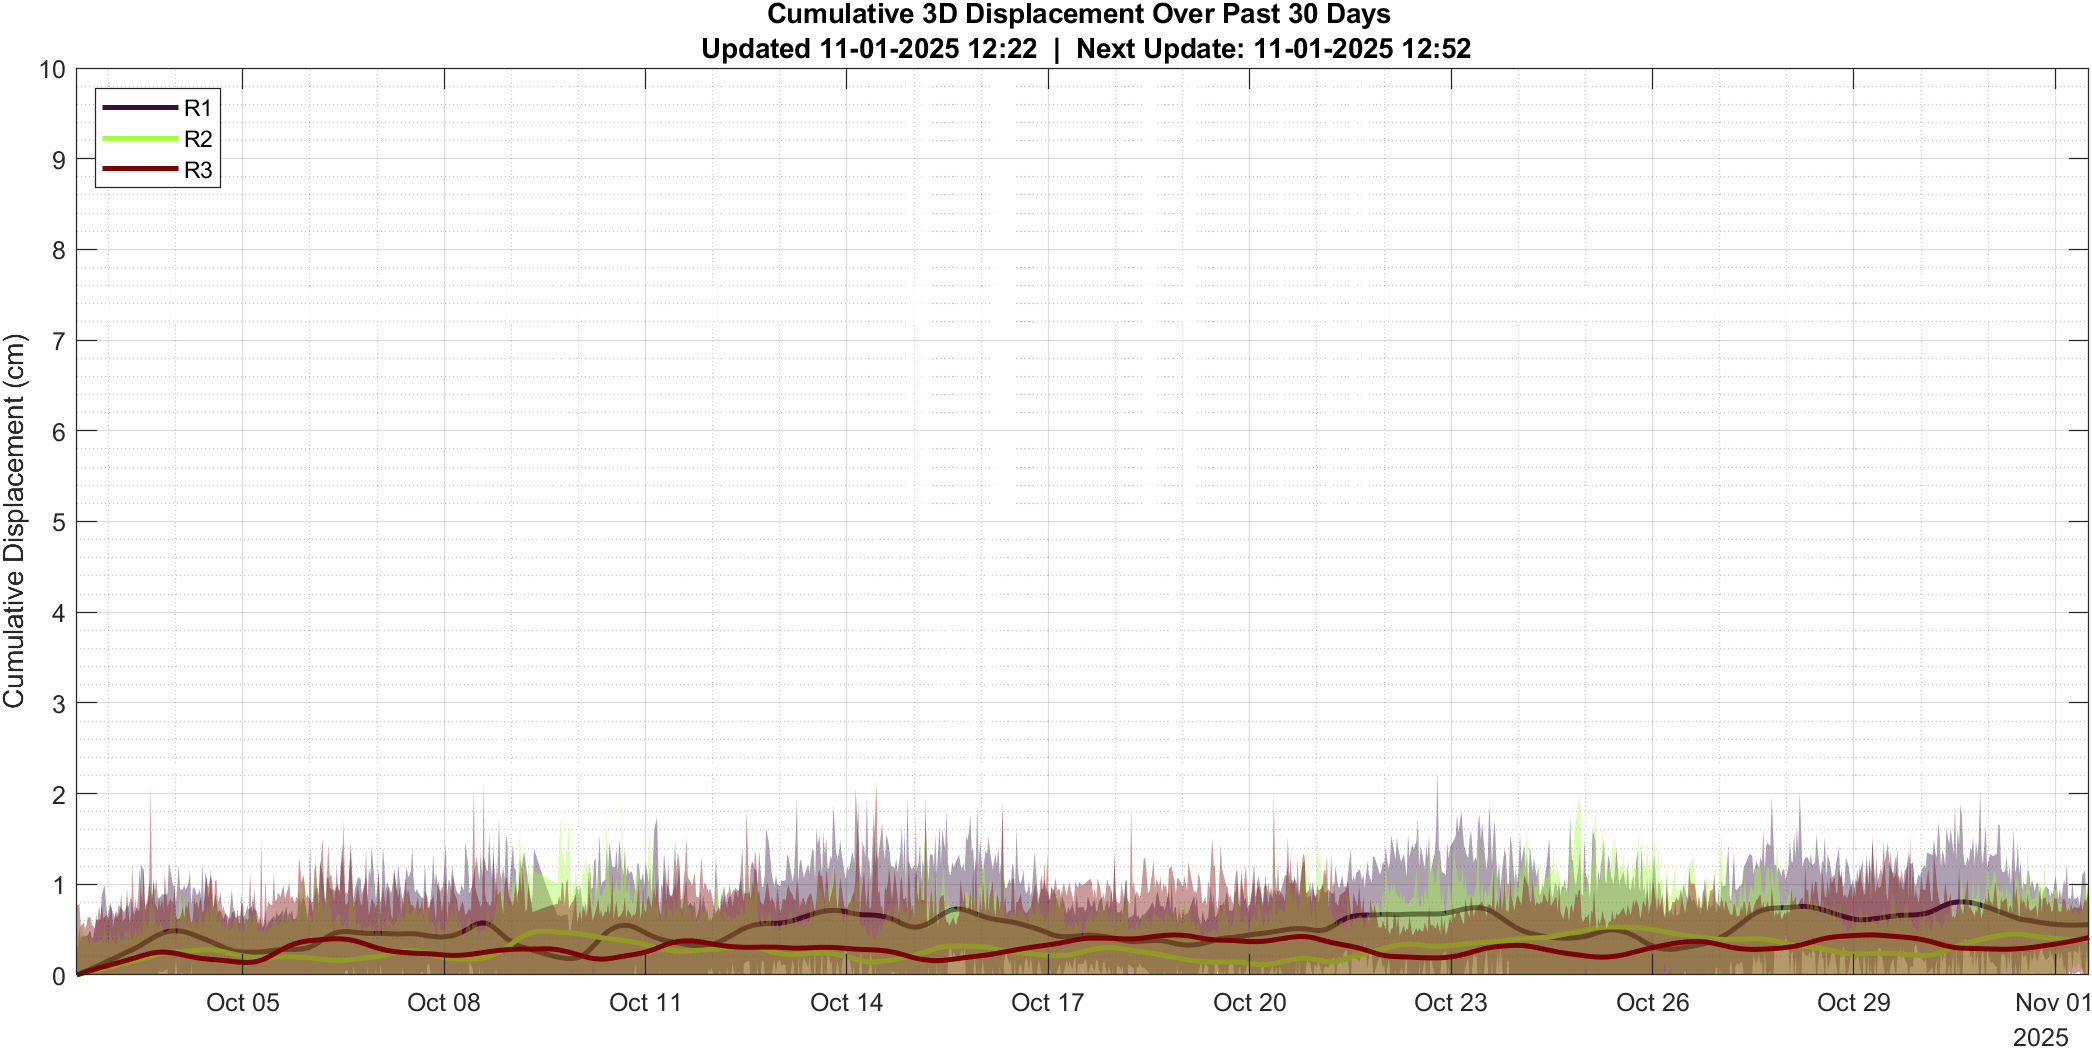 Cumulative 3D Displacement Over Past 30 Days
Updated 11-01-2025 12:22 | Next Update: 11-01-2025 12:52
R1
R2
R3
Cumulative Displacement (cm)
10
9
8
7
6
5
4
3
2
1
0
Oct 05 Oct 08 Oct 11 Oct 14 Oct 17 Oct 20 Oct 23 Oct 26 Oct 29 Nov 01
2025